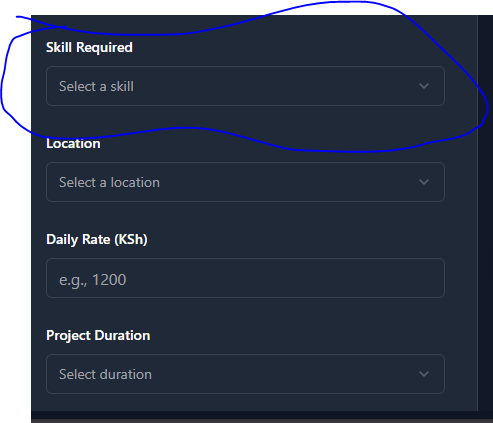 Skill Required
Select a skill
Location
Select a location
Daily Rate (KSh)
e.g., 1200
Project Duration
Select duration